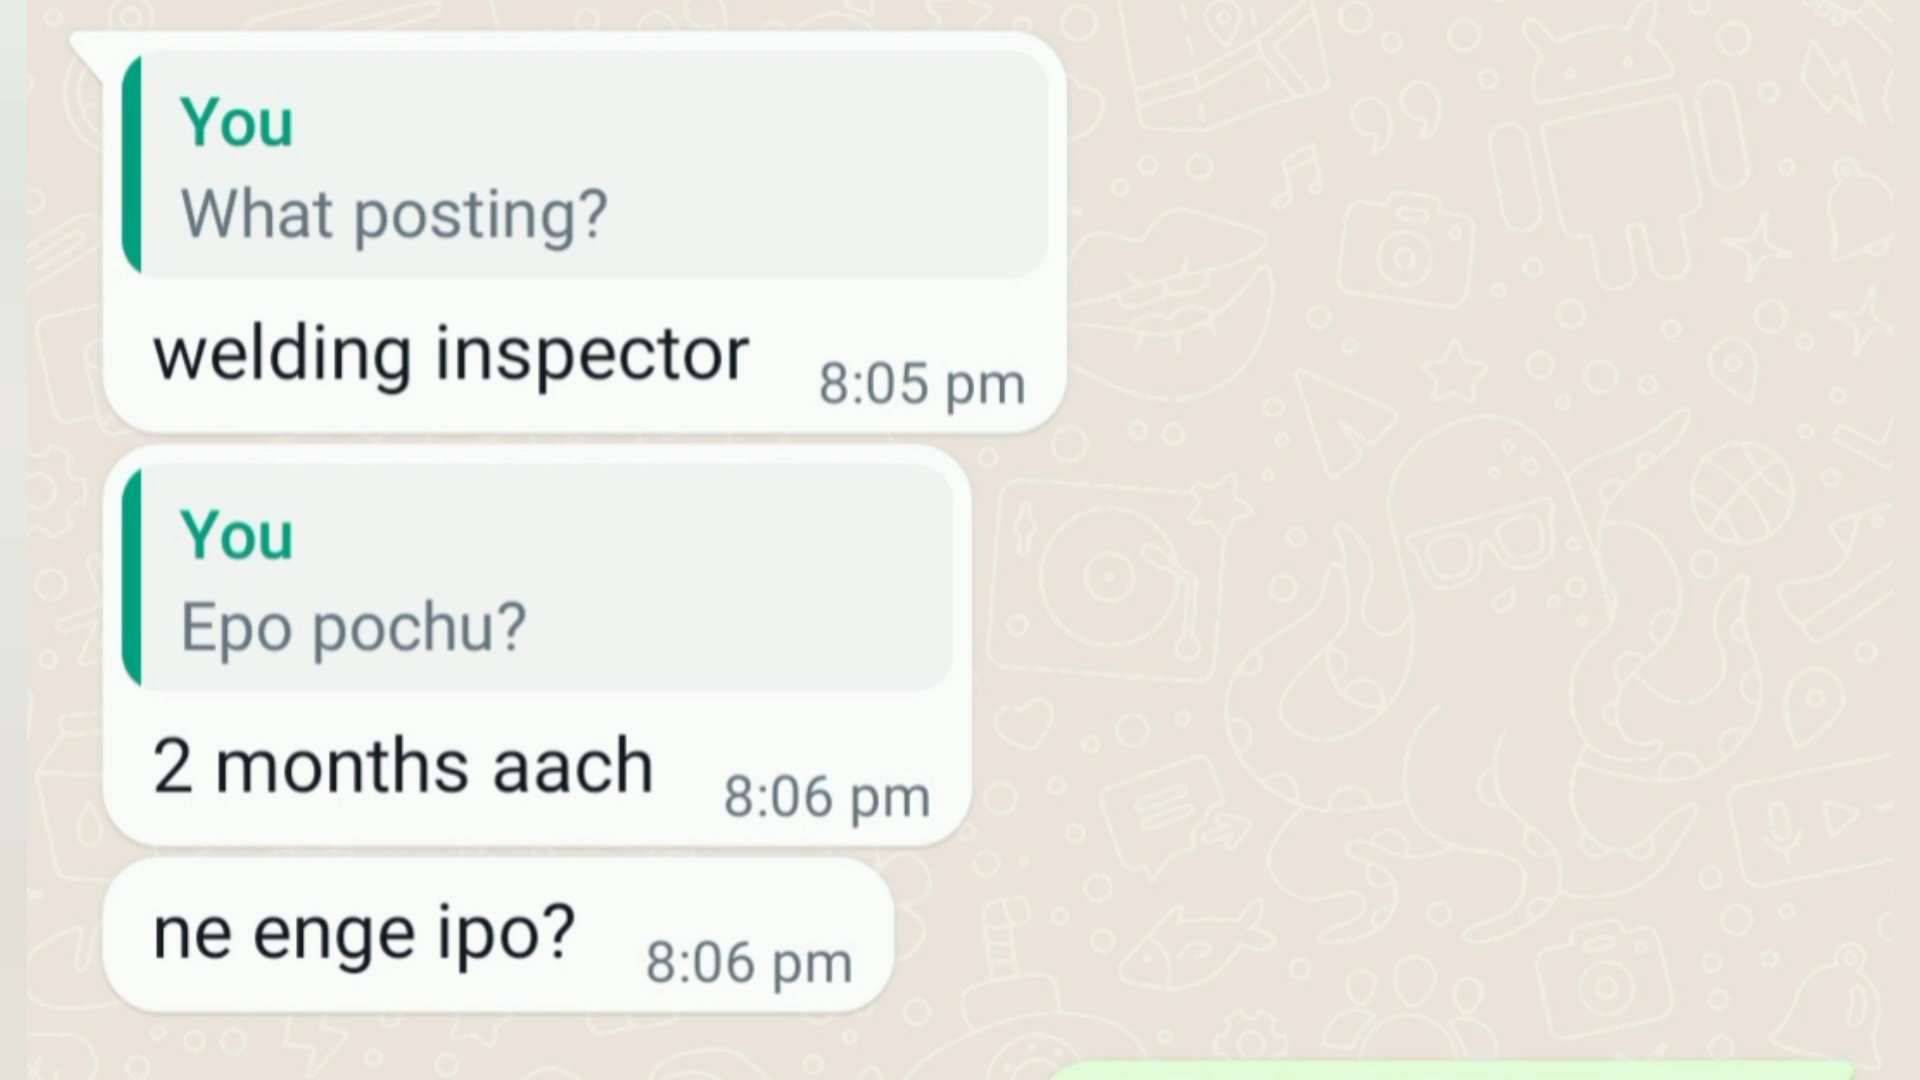 You
What posting?
welding inspector
8:05 pm
You
Epo pochu?
2 months aach
8:06 pm
ne enge ipo?
8:06 pm